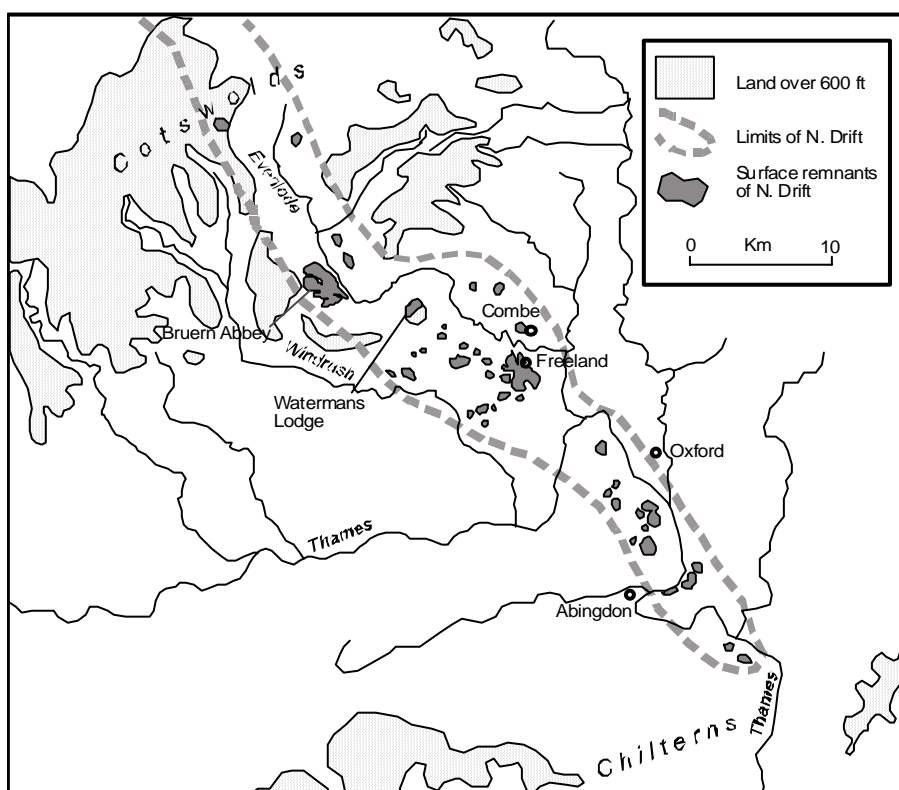 Land over 600 ft
Limits of N. Drift
Surface remnants
of N. Drift
0 Km 10
Cotswolds
Evenlode
Bruern Abbey
Windrush
Combe
Freeland
Watermans
Lodge
Oxford
Thames
Abingdon
Thames
Chilterns